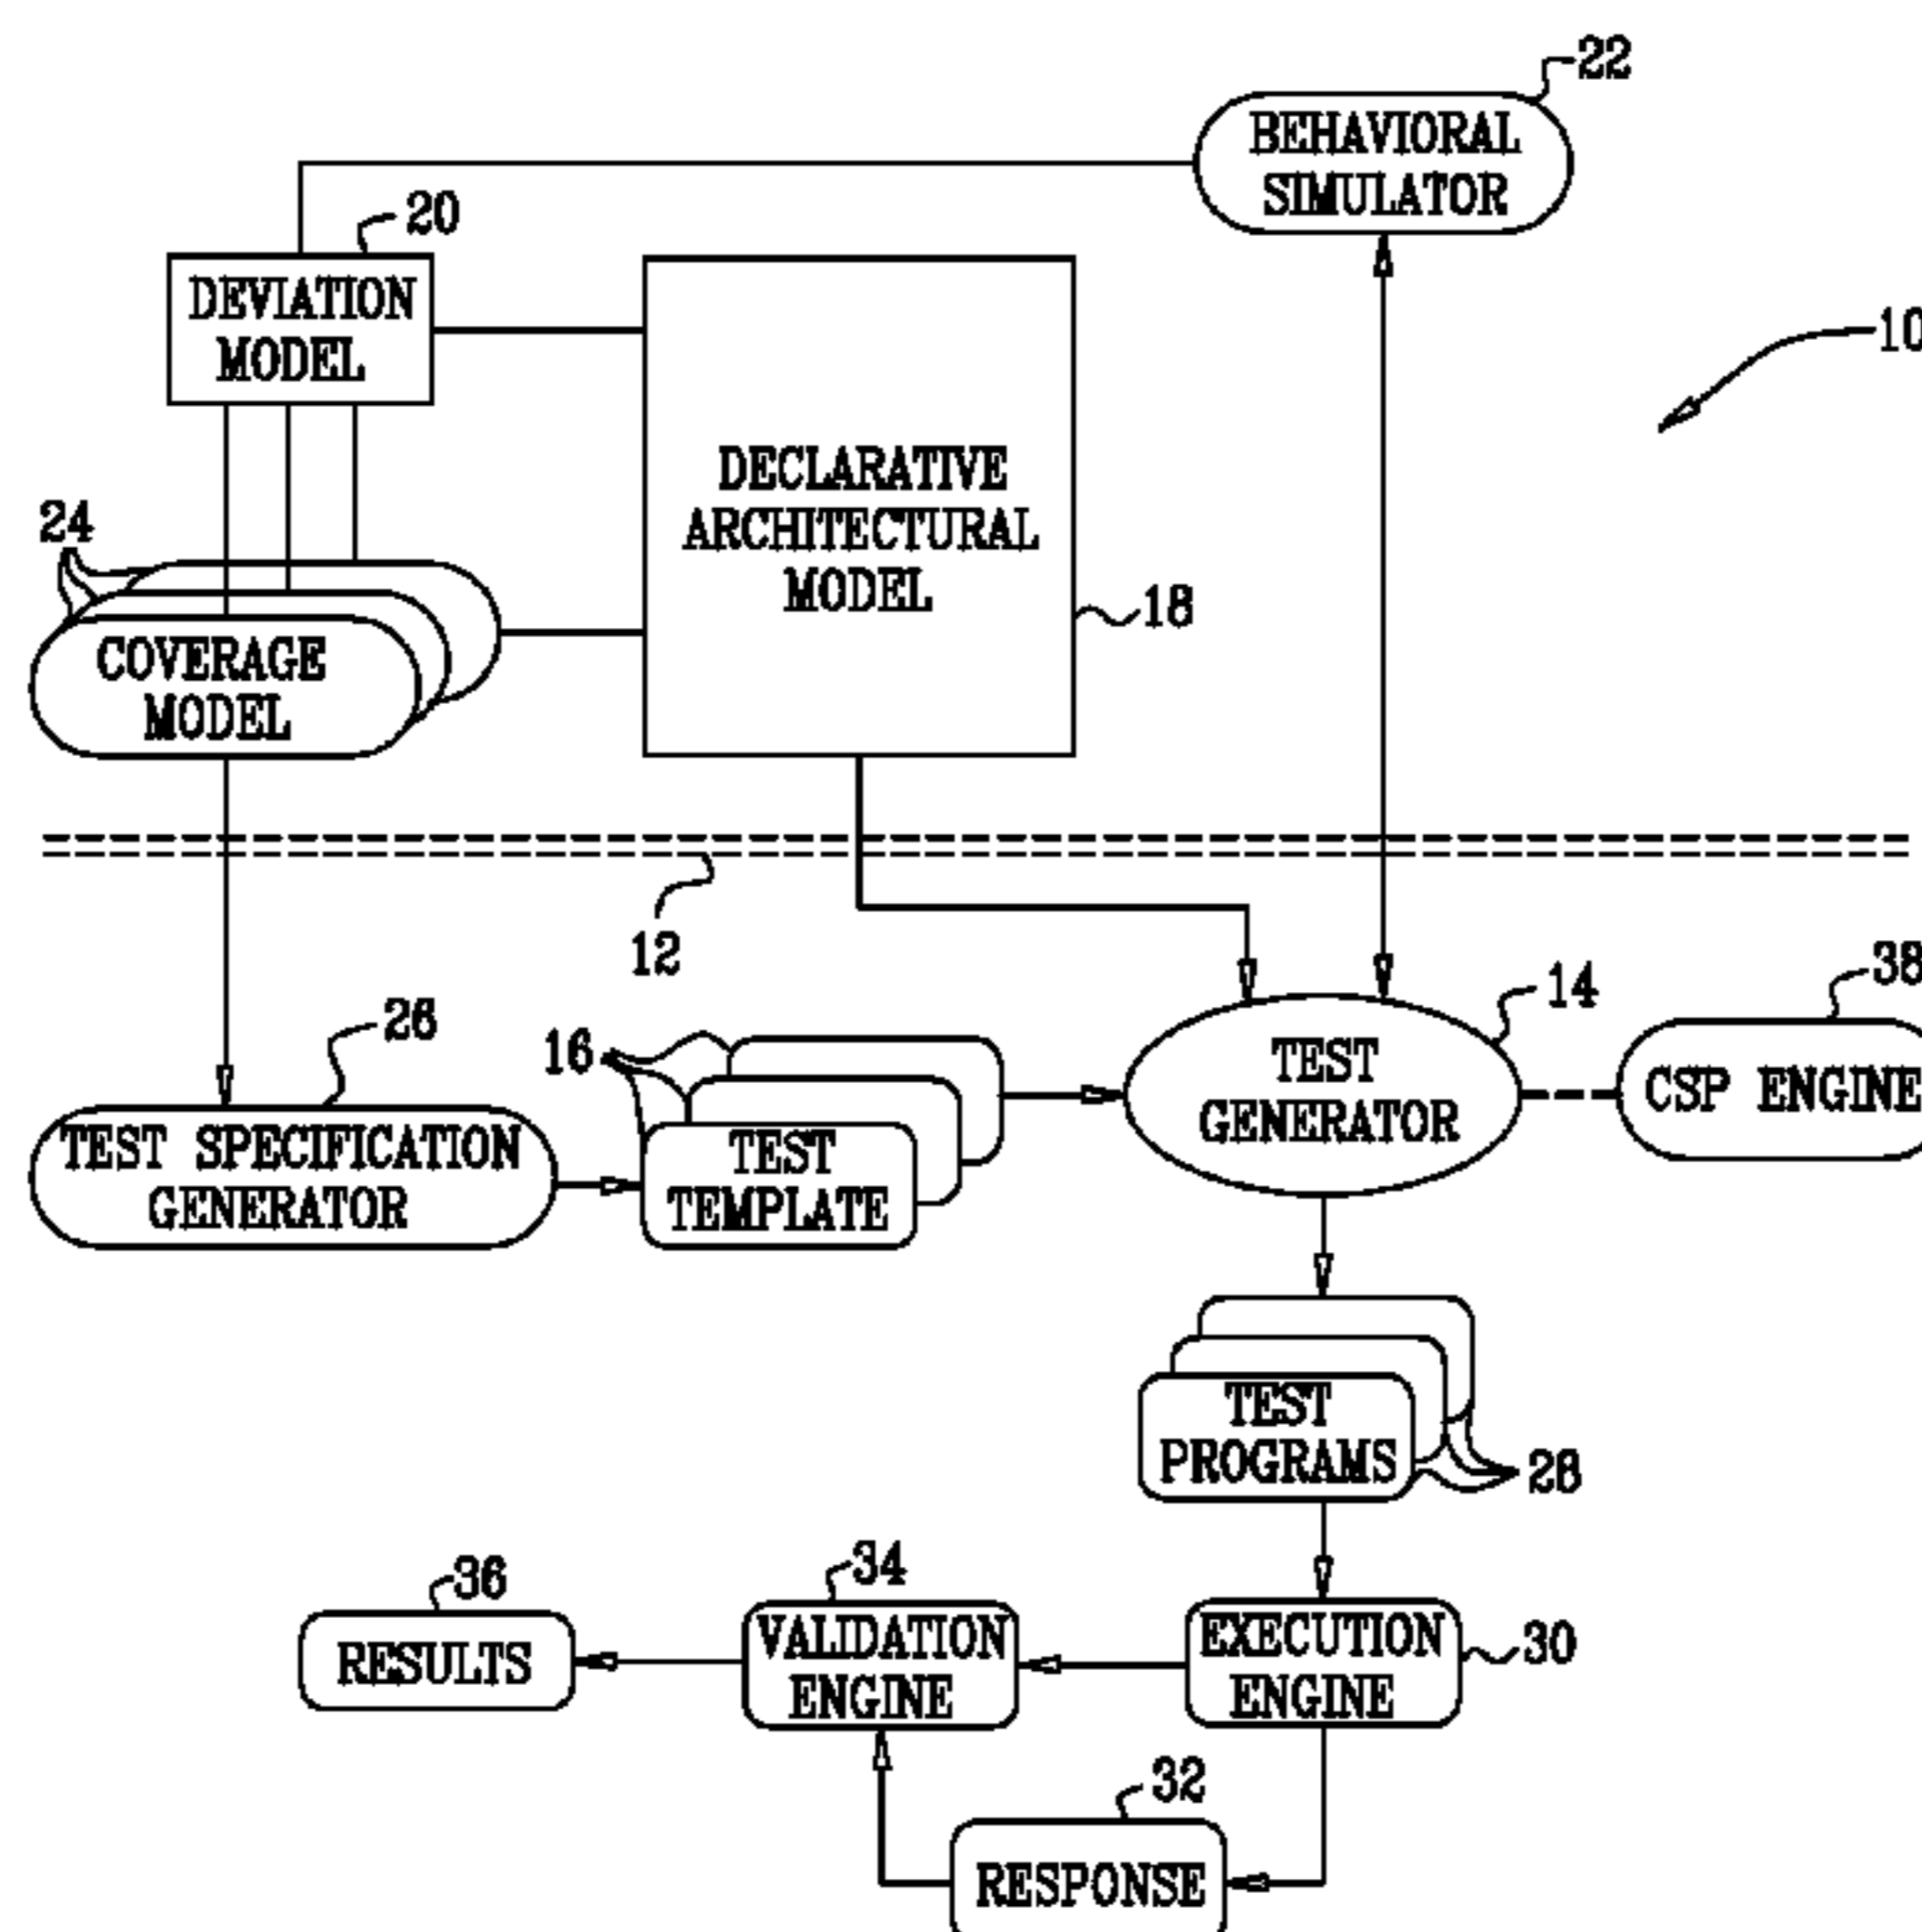 22
BEHAVIORAL
SIMULATOR
20
DEVIATION
MODEL
10
DECLARATIVE
ARCHITECTURAL
MODEL
24
18
COVERAGE
MODEL
12
38
14
26
16
TEST
GENERATOR
CSP ENGINE
TEST SPECIFICATION
GENERATOR
TEST
TEMPLATE
TEST
PROGRAMS
28
36
34
VALIDATION
ENGINE
EXECUTION
ENGINE
30
RESULTS
32
RESPONSE